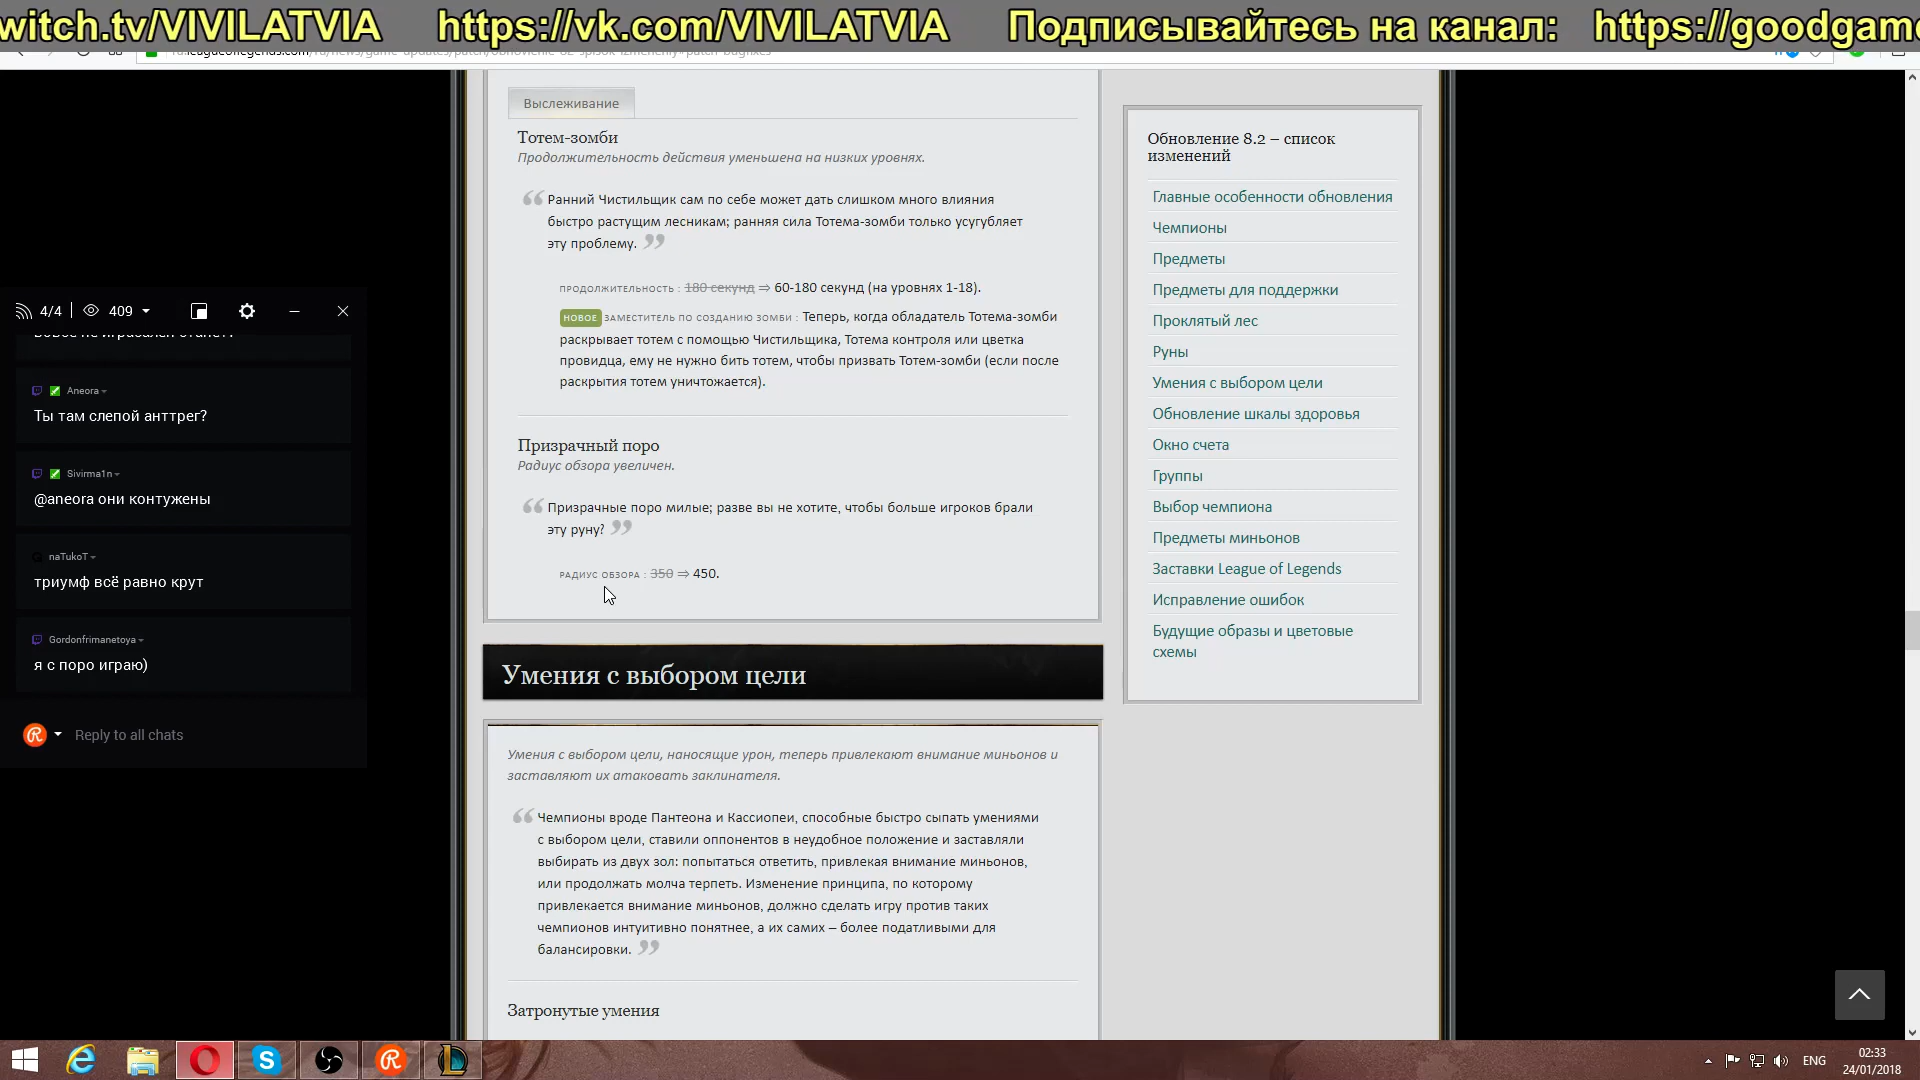 witch.tv/VIVILATVIA https://vk.com/VIVILATVIA Подписывайтесь на канал: https://goodgame
Выслеживание
Тотем-зомби
Продолжительность действия уменьшена на низких уровнях.
Ранний Чистильщик сам по себе может дать слишком много влияния
быстро растущим лесникам; ранняя сила Тотема-зомби только усугубляет
эту проблему.
ПРОДОЛЖИТЕЛЬНОСТЬ : 180 секунд ⇒ 60-180 секунд (на уровнях 1-18).
НОВОЕ ЗАМЕСТИТЕЛЬ ПО СОЗДАНИЮ ЗОМБИ : Теперь, когда обладатель Тотема-зомби
раскрывает тотем с помощью Чистильщика, Тотема контроля или цветка
провидца, ему не нужно бить тотем, чтобы призвать Тотем-зомби (если после
раскрытия тотем уничтожается).
Призрачный поро
Радиус обзора увеличен.
Призрачные поро милые; разве вы не хотите, чтобы больше игроков брали
эту руну?
РАДИУС ОБЗОРА : 350 ⇒ 450.
Умения с выбором цели
Умения с выбором цели, наносящие урон, теперь привлекают внимание миньонов и
заставляют их атаковать заклинателя.
Чемпионы вроде Пантеона и Кассиопеи, способные быстро сыпать умениями
с выбором цели, ставили оппонентов в неудобное положение и заставляли
выбирать из двух зол: попытаться ответить, привлекая внимание миньонов,
или продолжать молча терпеть. Изменение принципа, по которому
привлекается внимание миньонов, должно сделать игру против таких
чемпионов интуитивно понятнее, а их самих – более податливыми для
балансировки.
Затронутые умения
Обновление 8.2 – список
изменений
Главные особенности обновления
Чемпионы
Предметы
Предметы для поддержки
Проклятый лес
Руны
Умения с выбором цели
Обновление шкалы здоровья
Окно счета
Группы
Выбор чемпиона
Предметы миньонов
Заставки League of Legends
Исправление ошибок
Будущие образы и цветовые
схемы
4/4 409
Aneora
Ты там слепой анттрег?
Sivirma1n
@aneora они контужены
naTukoT
триумф всё равно крут
Gordonfrimanetoya
я с поро играю)
Reply to all chats
ENG
02:33
24/01/2018